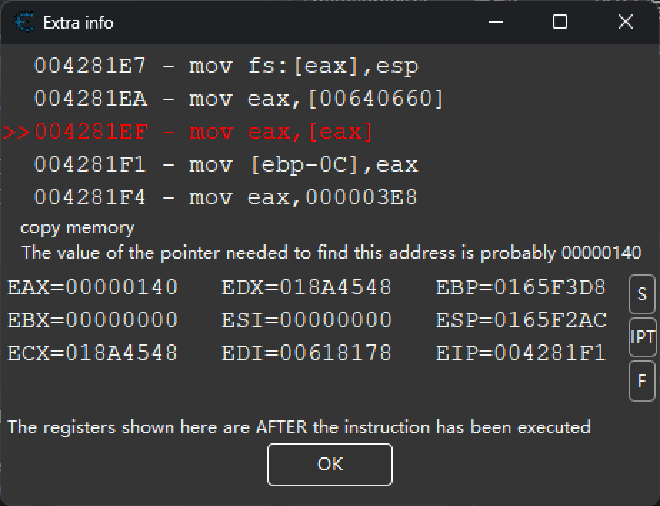 Extra info
004281E7 - mov fs:[eax],esp
004281EA - mov eax,[00640660]
>>004281EF - mov eax,[eax]
004281F1 - mov [ebp-0C],eax
004281F4 - mov eax,000003E8
copy memory
The value of the pointer needed to find this address is probably 00000140
EAX=00000140 EDX=018A4548 EBP=0165F3D8
S
EBX=00000000 ESI=00000000 ESP=0165F2AC
IPT
ECX=018A4548 EDI=00618178 EIP=004281F1
F
The registers shown here are AFTER the instruction has been executed
OK